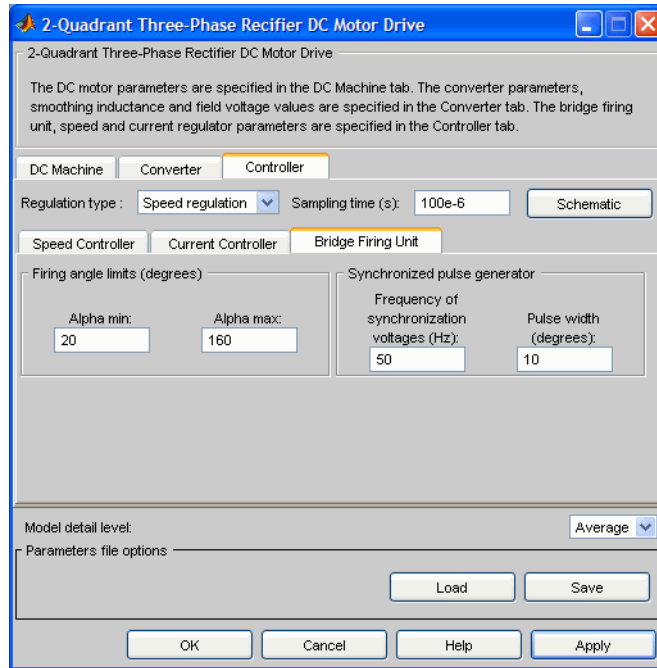 2-Quadrant Three-Phase Recifier DC Motor Drive
2-Quadrant Three-Phase Rectifier DC Motor Drive
The DC motor parameters are specified in the DC Machine tab. The converter parameters,
smoothing inductance and field voltage values are specified in the Converter tab. The bridge firing
unit, speed and current regulator parameters are specified in the Controller tab.
DC Machine Converter Controller
Regulation type : Speed regulation Sampling time (s): 100e-6 Schematic
Speed Controller Current Controller Bridge Firing Unit
Firing angle limits (degrees) Synchronized pulse generator
Frequency of
Alpha min: Alpha max: synchronization Pulse width
voltages (Hz): (degrees):
20 160 50 10
Model detail level: Average
Parameters file options
Load Save
OK Cancel Help Apply